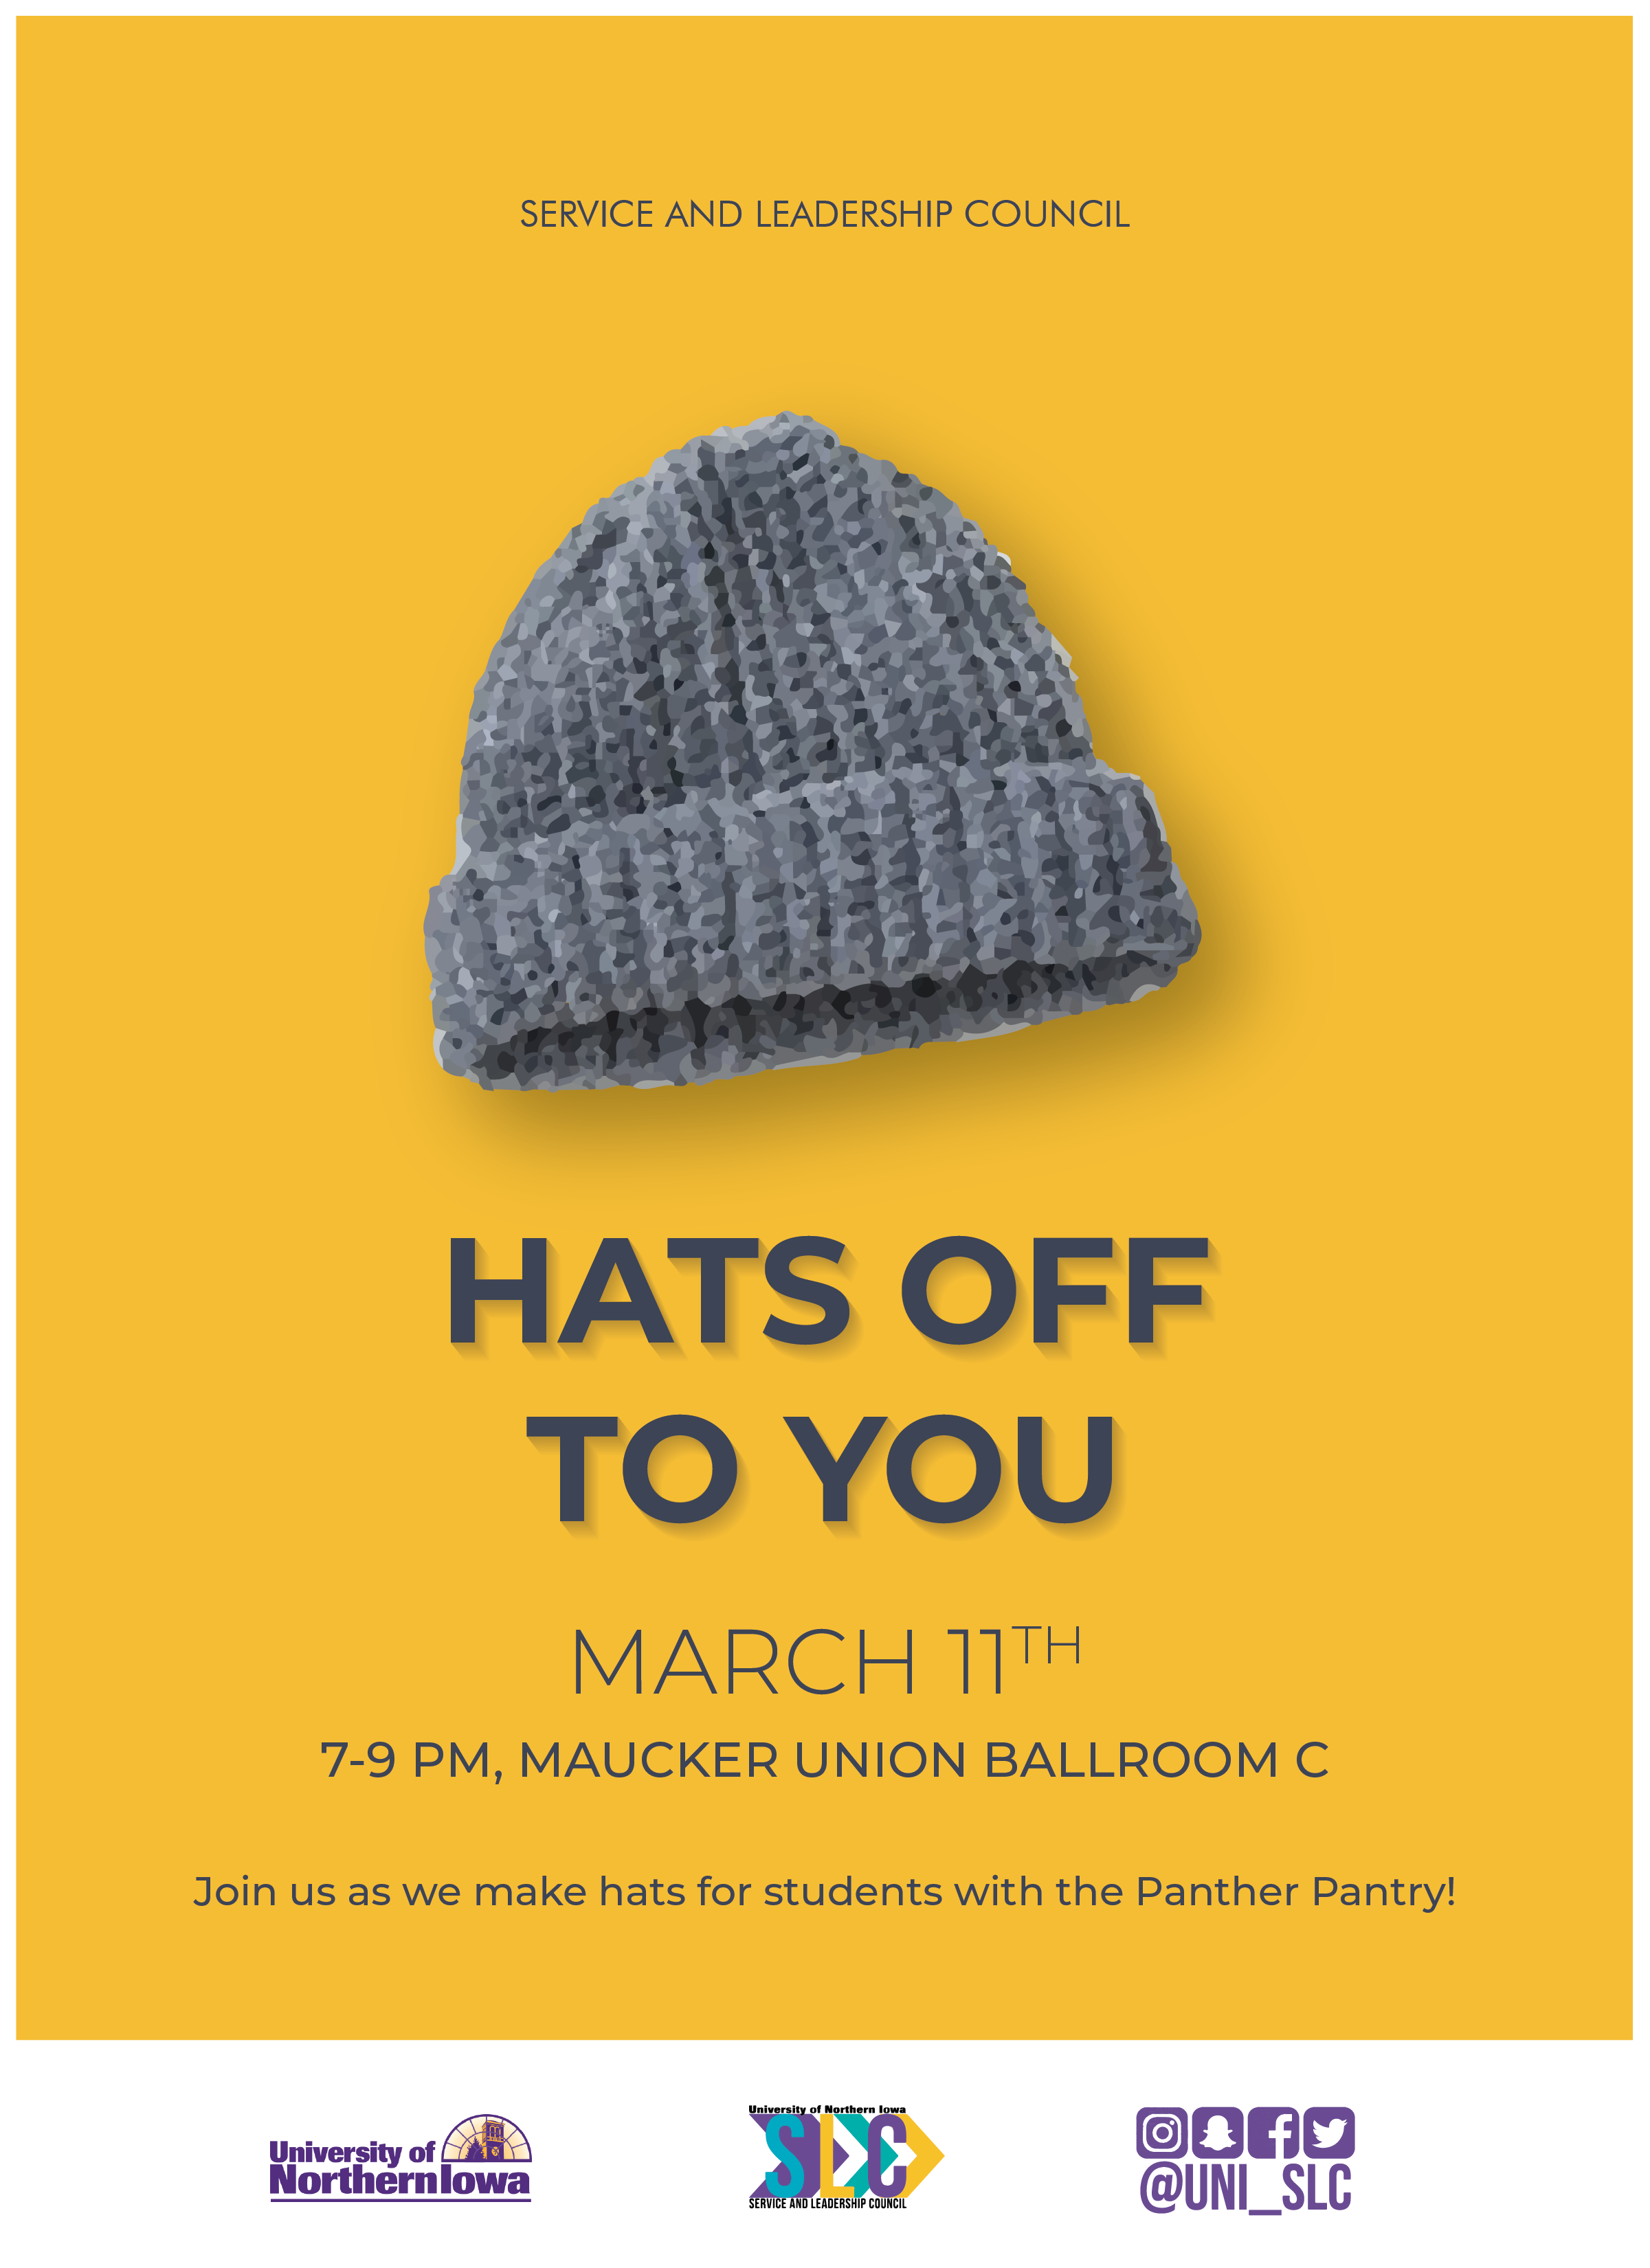 SERVICE AND LEADERSHIP COUNCIL
HATS OFF
TO YOU
MARCH 11TH
7-9 PM, MAUCKER UNION BALLROOM C
Join us as we make hats for students with the Panther Pantry!
University of
Northern Iowa
University of Northern Iowa
SLC
SERVICE AND LEADERSHIP COUNCIL
@UNI_SLC